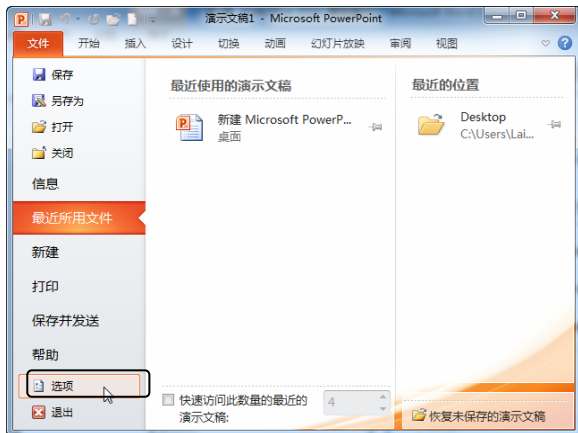 演示文稿1 - Microsoft PowerPoint
文件 开始 插入 设计 切换 动画 幻灯片放映 审阅 视图
保存
另存为
打开
关闭
信息
最近所用文件
新建
打印
保存并发送
帮助
选项
退出
最近使用的演示文稿
新建 Microsoft PowerP...
桌面
快速访问此数量的最近的
演示文稿:
4
最近的位置
Desktop
C:\Users\Lai...
恢复未保存的演示文稿